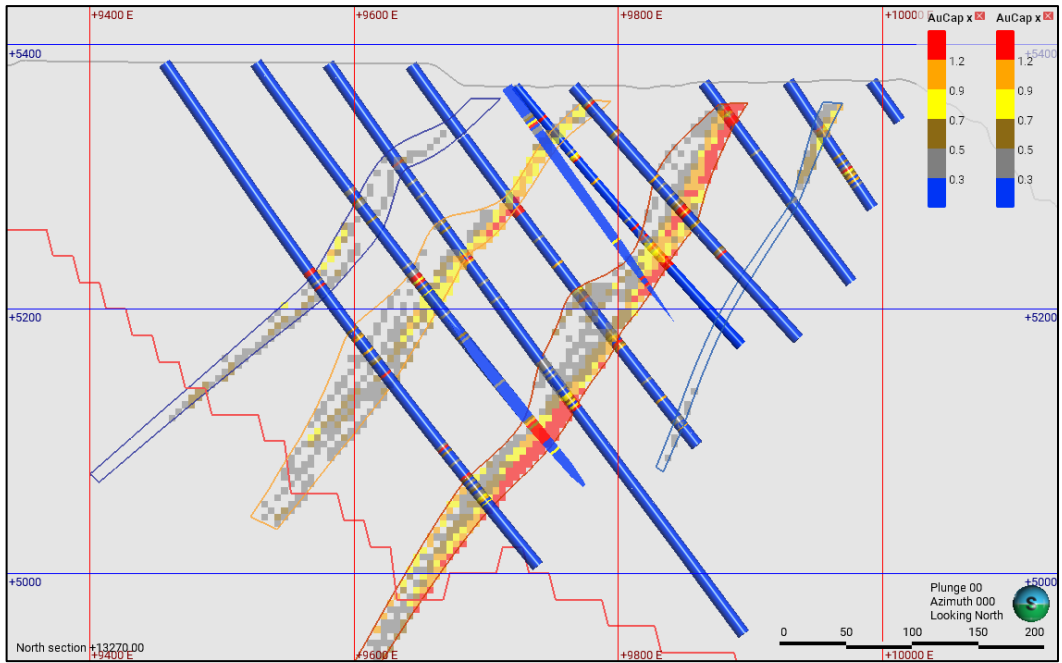 +9400 E
+9600 E
+9800 E
+10000 E
AuCap x
AuCap x
+5400
+5400
1.2
1.2
0.9
0.9
0.7
0.7
0.5
0.5
0.3
0.3
+5200
+5200
+5000
+5000
Plunge 00
Azimuth 000
Looking North
S
0 50 100 150 200
North section +13270.00
+9400 E
+9600 E
+9800 E
+10000 E